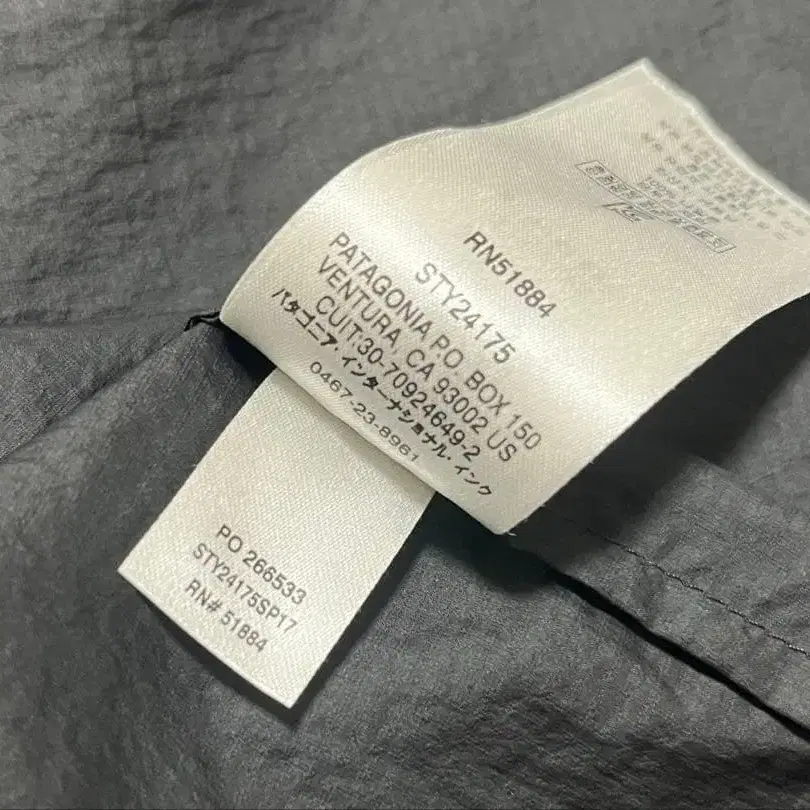 RN51884
STY24175
PATAGONIA P.O. BOX 150
VENTURA, CA 93002 US
CUIT:30-70924649-2
パタゴニア・インターナショナル・インク
0467-23-8961
PO 266533
STY24175SP17
RN# 51884